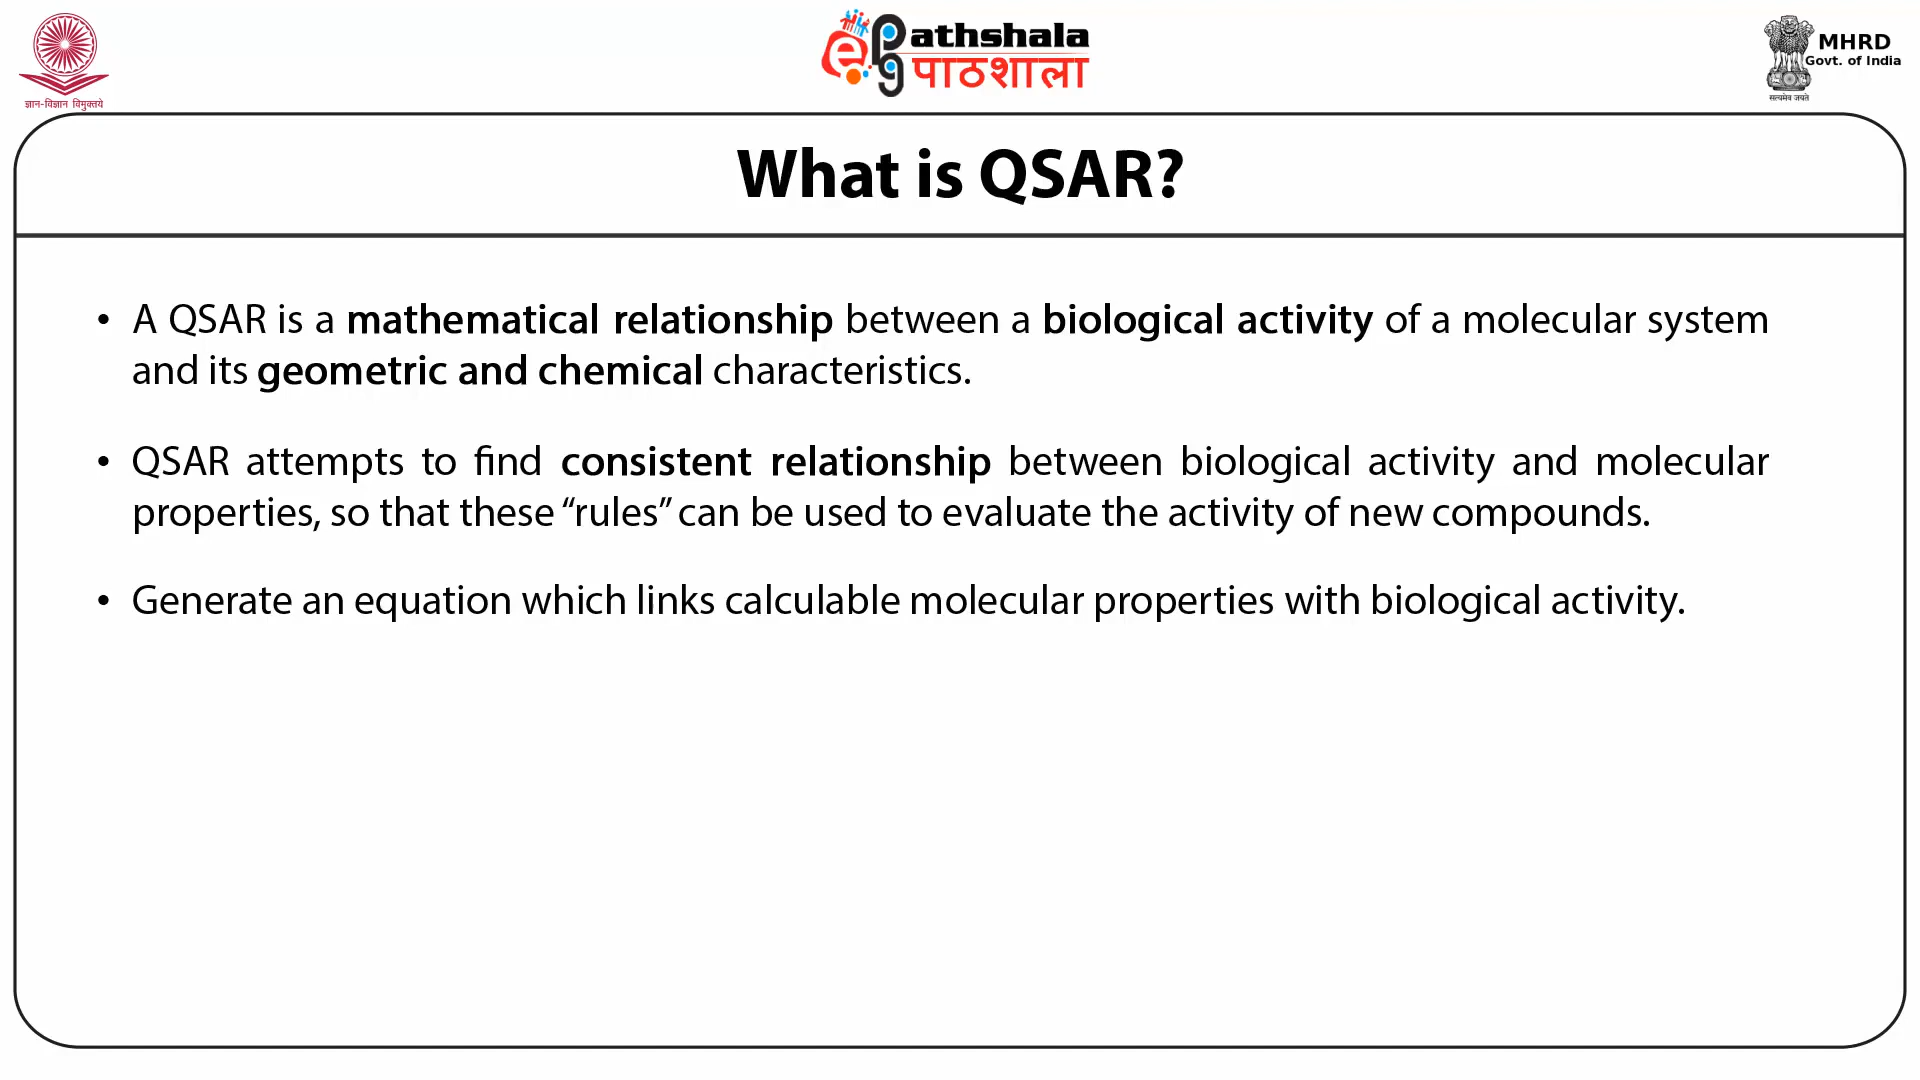 ज्ञान-विज्ञान विमुक्तये
ePathshala
पाठशाला
MHRD
Govt. of India
सत्यमेव जयते
What is QSAR?
• A QSAR is a mathematical relationship between a biological activity of a molecular system
and its geometric and chemical characteristics.
• QSAR attempts to find consistent relationship between biological activity and molecular
properties, so that these “rules” can be used to evaluate the activity of new compounds.
• Generate an equation which links calculable molecular properties with biological activity.